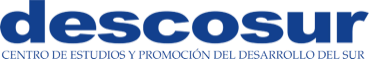 descosur
CENTRO DE ESTUDIOS Y PROMOCIÓN DEL DESARROLLO DEL SUR